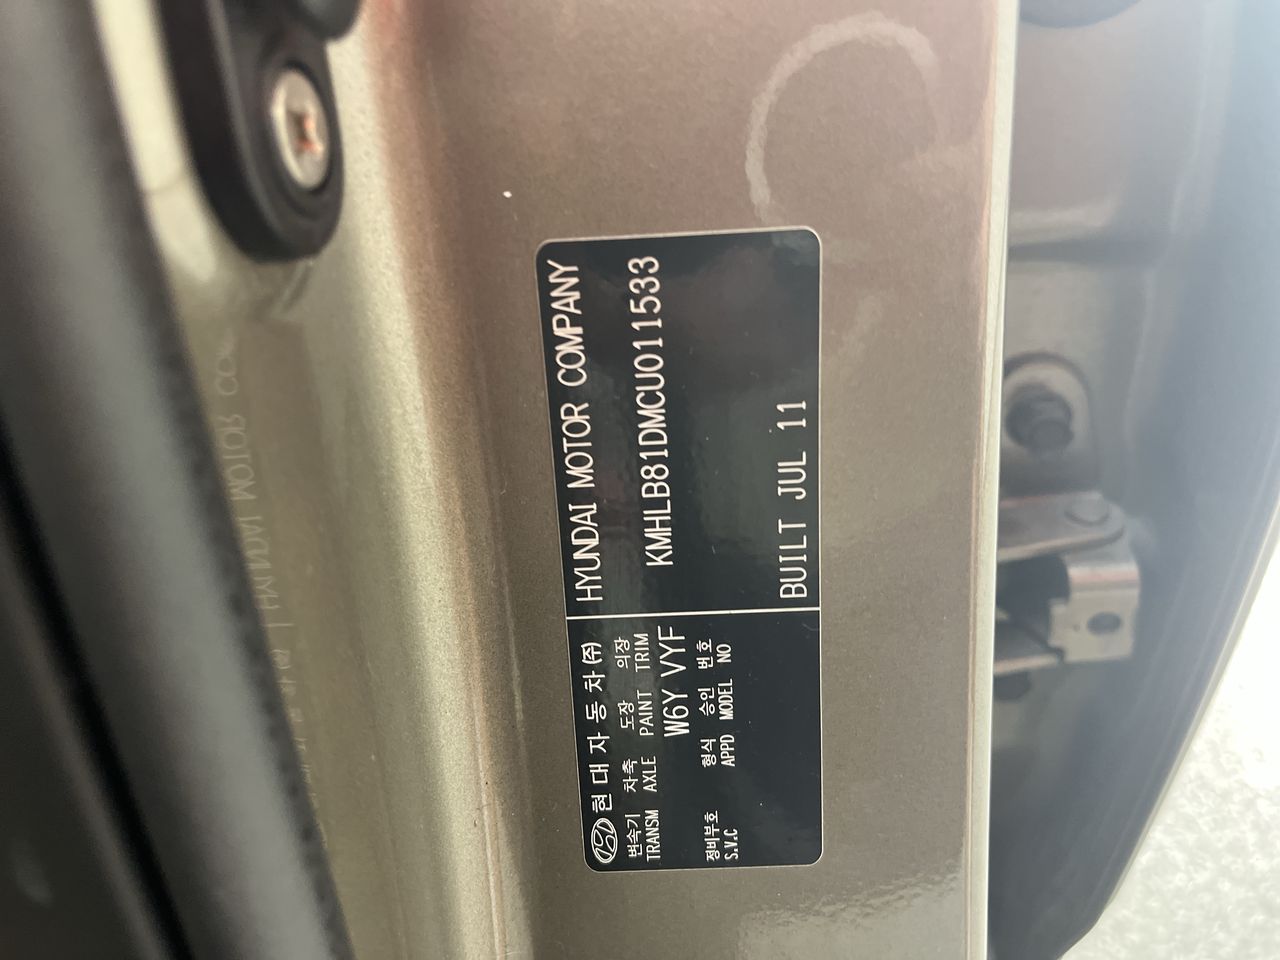 현대자동차(주)
변속기 차축 도장 의장
TRANSM AXLE PAINT TRIM
W6Y VYF
정비부호 형식 승인 번호
S.V.C APPD MODEL NO
HYUNDAI MOTOR COMPANY
KMHLB81DMCU011533
BUILT JUL 11